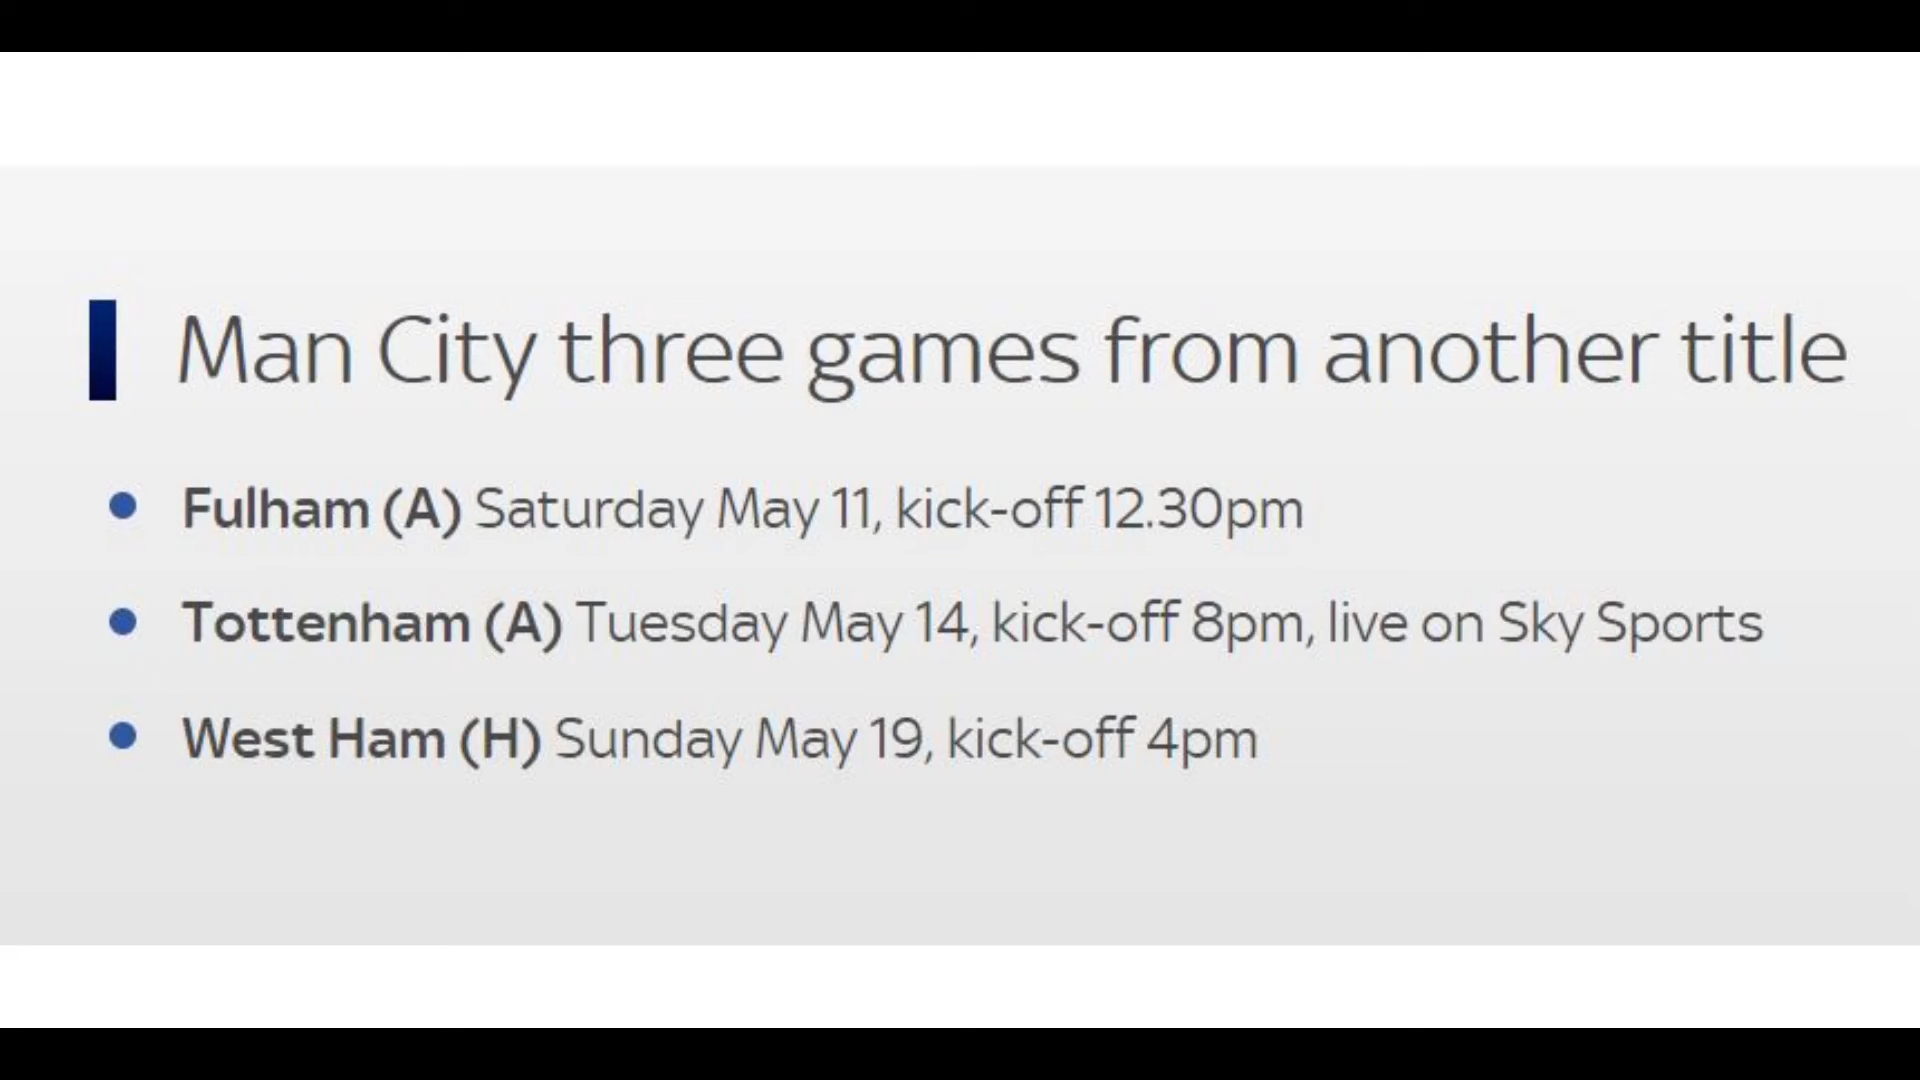 Man City three games from another title
Fulham (A) Saturday May 11, kick-off 12.30pm
Tottenham (A) Tuesday May 14, kick-off 8pm, live on Sky Sports
West Ham (H) Sunday May 19, kick-off 4pm